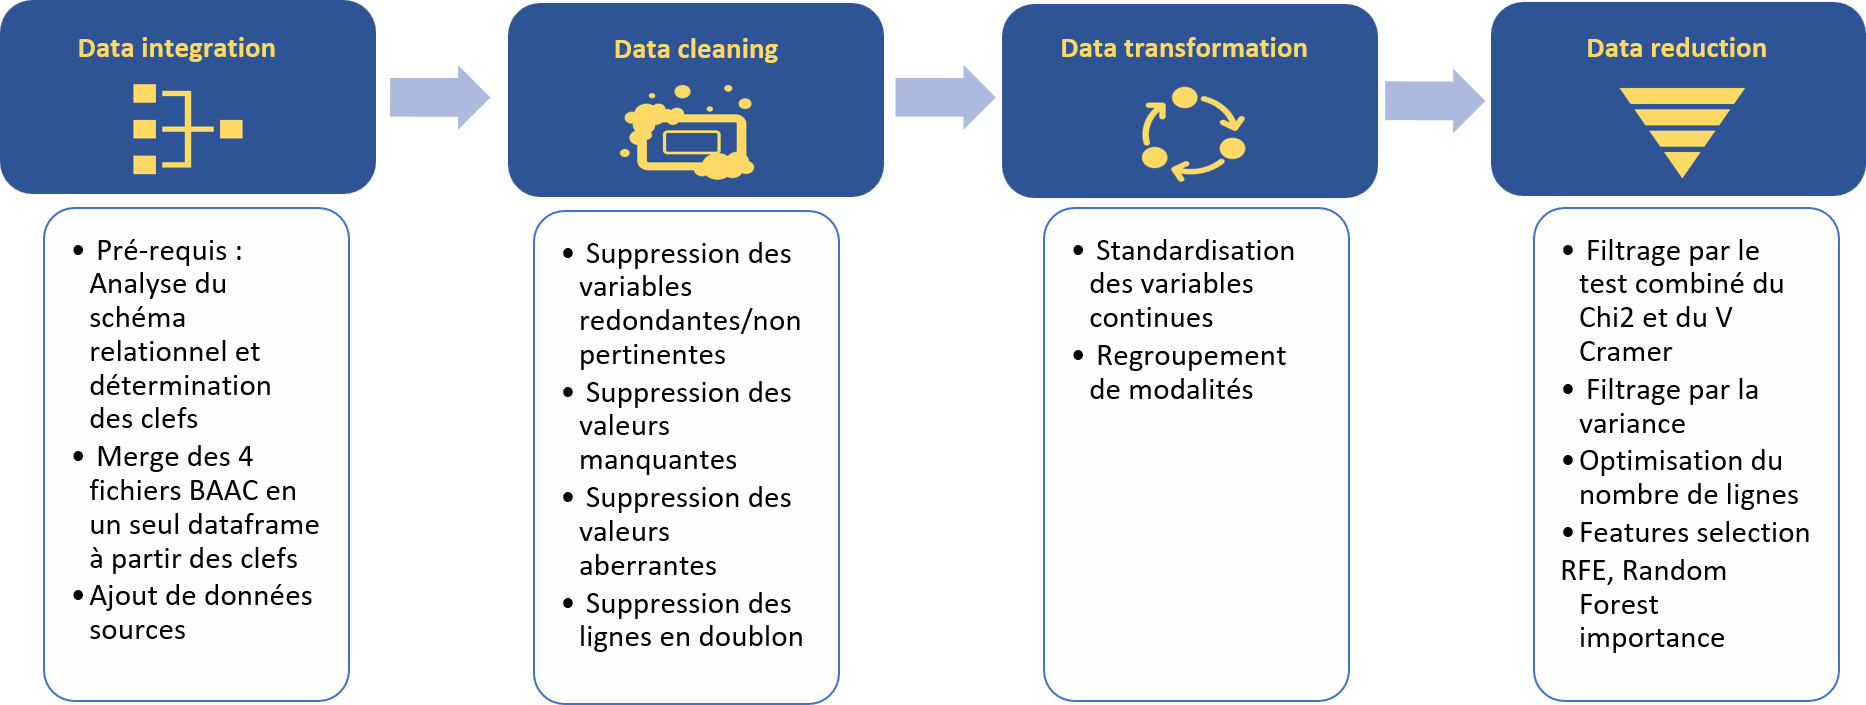 Data integration
• Pré-requis :
Analyse du
schéma
relationnel et
détermination
des clefs
• Merge des 4
fichiers BAAC en
un seul dataframe
à partir des clefs
•Ajout de données
sources
Data cleaning
• Suppression des
variables
redondantes/non
pertinentes
• Suppression des
valeurs
manquantes
• Suppression des
valeurs
aberrantes
• Suppression des
lignes en doublon
Data transformation
• Standardisation
des variables
continues
• Regroupement
de modalités
Data reduction
• Filtrage par le
test combiné du
Chi2 et du V
Cramer
• Filtrage par la
variance
•Optimisation du
nombre de lignes
•Features selection
RFE, Random
Forest
importance